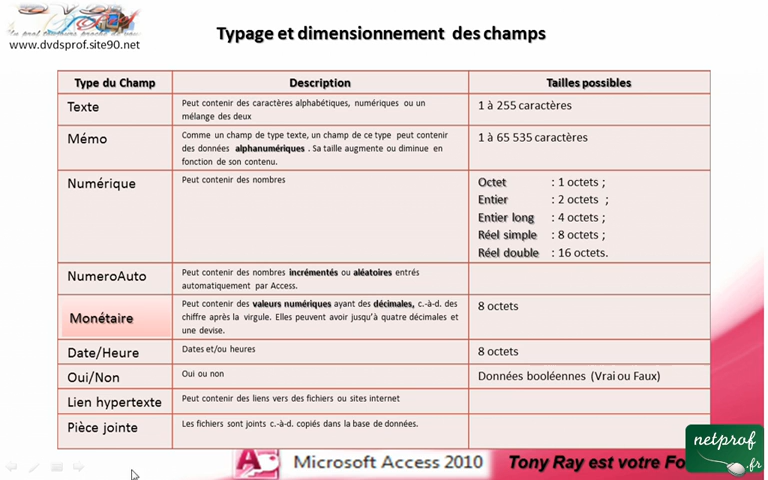 www.dvdsprof.site90.net
Typage et dimensionnement des champs
Type du Champ
Description
Tailles possibles
Texte
Peut contenir des caractères alphabétiques, numériques ou un
mélange des deux
1 à 255 caractères
Mémo
Comme un champ de type texte, un champ de ce type peut contenir
des données alphanumériques . Sa taille augmente ou diminue en
fonction de son contenu.
1 à 65 535 caractères
Numérique
Peut contenir des nombres
Octet : 1 octets ;
Entier : 2 octets ;
Entier long : 4 octets ;
Réel simple : 8 octets ;
Réel double : 16 octets.
NumeroAuto
Peut contenir des nombres incrémentés ou aléatoires entrés
automatiquement par Access.
Monétaire
Peut contenir des valeurs numériques ayant des décimales, c.-à-d. des
chiffre après la virgule. Elles peuvent avoir jusqu'à quatre décimales et
une devise.
8 octets
Date/Heure
Dates et/ou heures
8 octets
Oui/Non
Oui ou non
Données booléennes (Vrai ou Faux)
Lien hypertexte
Peut contenir des liens vers des fichiers ou sites internet
Pièce jointe
Les fichiers sont joints c.-à-d. copiés dans la base de données.
Microsoft Access 2010
Tony Ray est votre Fo
netprof
.fr